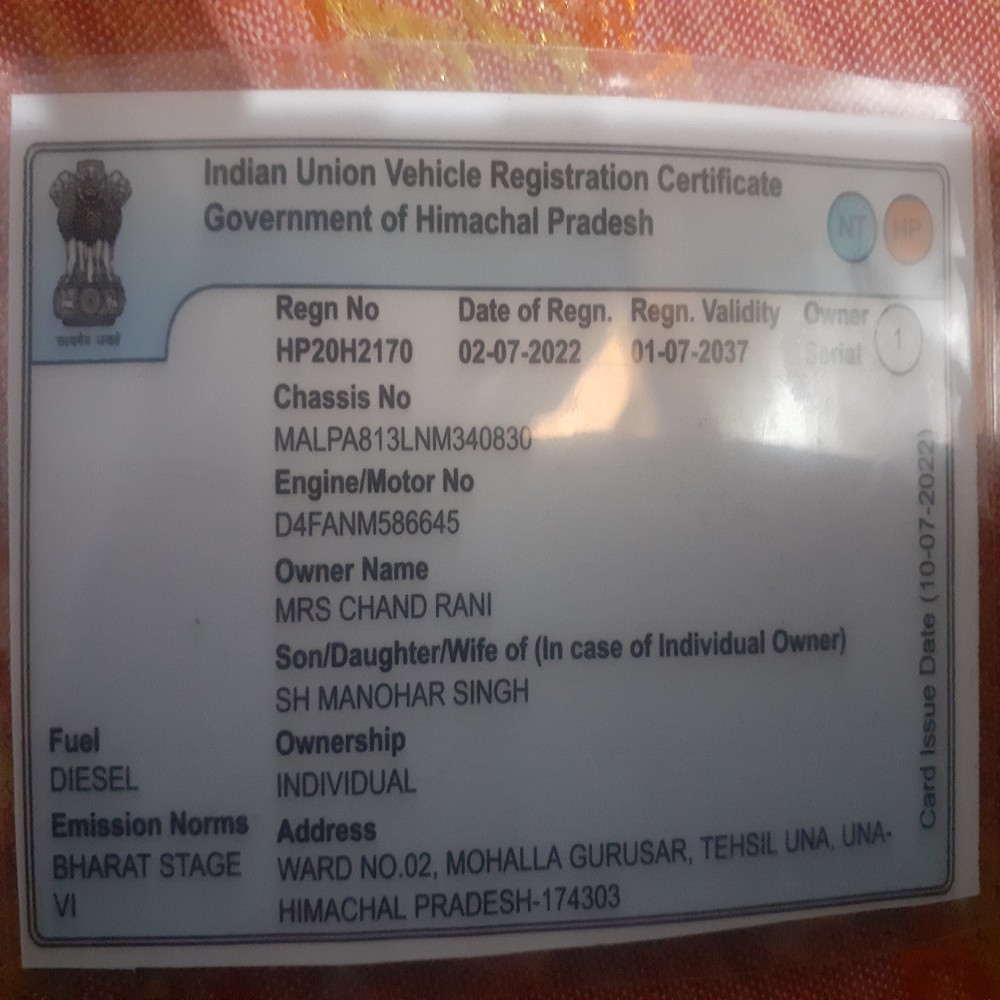 Indian Union Vehicle Registration Certificate
Government of Himachal Pradesh
NT HP
सत्यमेव जयते
Regn No Date of Regn. Regn. Validity Owner Serial 1
HP20H2170 02-07-2022 01-07-2037
Chassis No
MALPA813LNM340830
Engine/Motor No
D4FANM586645
Owner Name
MRS CHAND RANI
Son/Daughter/Wife of (In case of Individual Owner)
SH MANOHAR SINGH
Fuel Ownership
DIESEL INDIVIDUAL
Emission Norms Address
BHARAT STAGE WARD NO.02, MOHALLA GURUSAR, TEHSIL UNA, UNA-
VI HIMACHAL PRADESH-174303
Card Issue Date (10-07-2022)